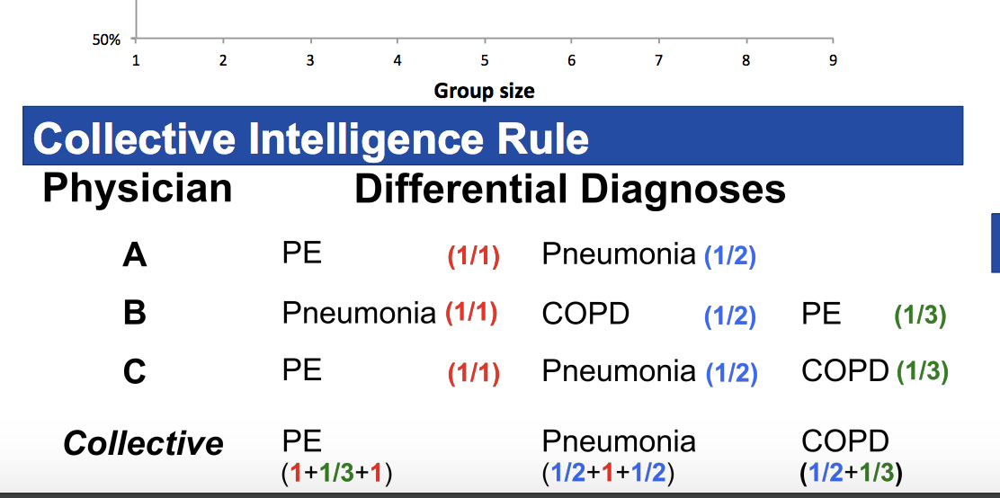 50%
1 2 3 4 5 6 7 8 9
Group size
Collective Intelligence Rule
Physician Differential Diagnoses
A PE (1/1) Pneumonia (1/2)
B Pneumonia (1/1) COPD (1/2) PE (1/3)
C PE (1/1) Pneumonia (1/2) COPD (1/3)
Collective PE Pneumonia COPD
(1+1/3+1) (1/2+1+1/2) (1/2+1/3)